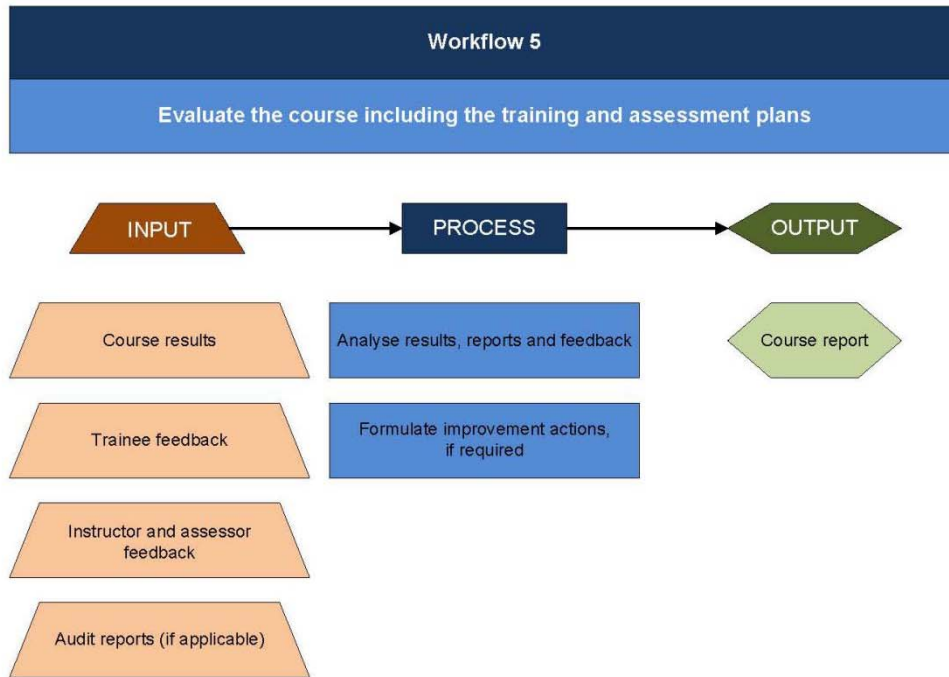 Workflow 5
Evaluate the course including the training and assessment plans
INPUT
PROCESS
OUTPUT
Course results
Analyse results, reports and feedback
Course report
Trainee feedback
Formulate improvement actions,
if required
Instructor and assessor
feedback
Audit reports (if applicable)